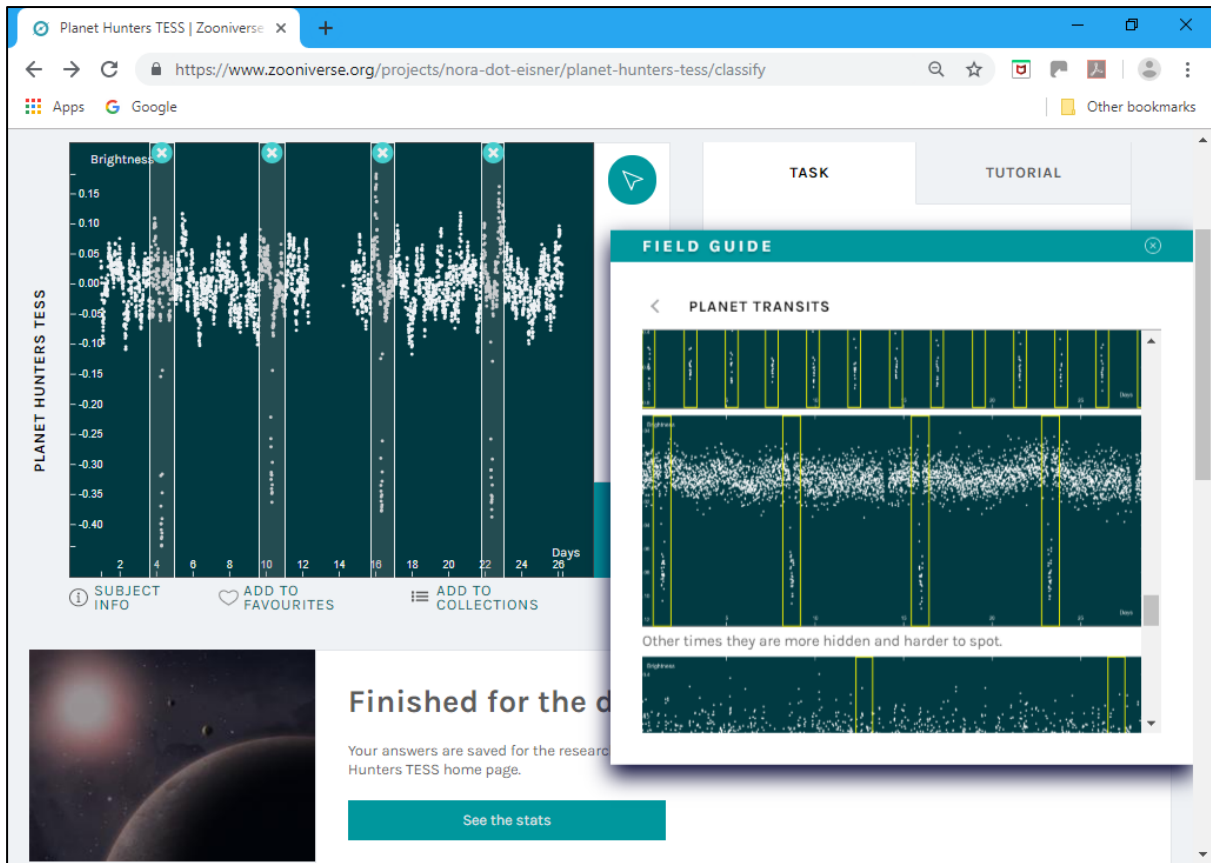 Planet Hunters TESS | Zooniverse
https://www.zooniverse.org/projects/nora-dot-eisner/planet-hunters-tess/classify
Apps Google Other bookmarks
PLANET HUNTERS TESS
Brightness
0.15
0.10
0.05
0.00
-0.05
-0.10
-0.15
-0.20
-0.25
-0.30
-0.35
-0.40
Days
2 4 6 8 10 12 14 16 18 20 22 24 26
SUBJECT INFO
ADD TO FAVOURITES
ADD TO COLLECTIONS
TASK TUTORIAL
FIELD GUIDE
PLANET TRANSITS
Days
Brightness
Days
Other times they are more hidden and harder to spot.
Brightness
Finished for the d
Your answers are saved for the researc
Hunters TESS home page.
See the stats